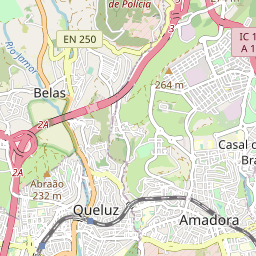 de Polícia
EN 250
Rio Jamor
3
IC 1
A 1
264 m
Belas
2A
2A
Casal d
Bra
Abraão
232 m
Queluz
Amadora